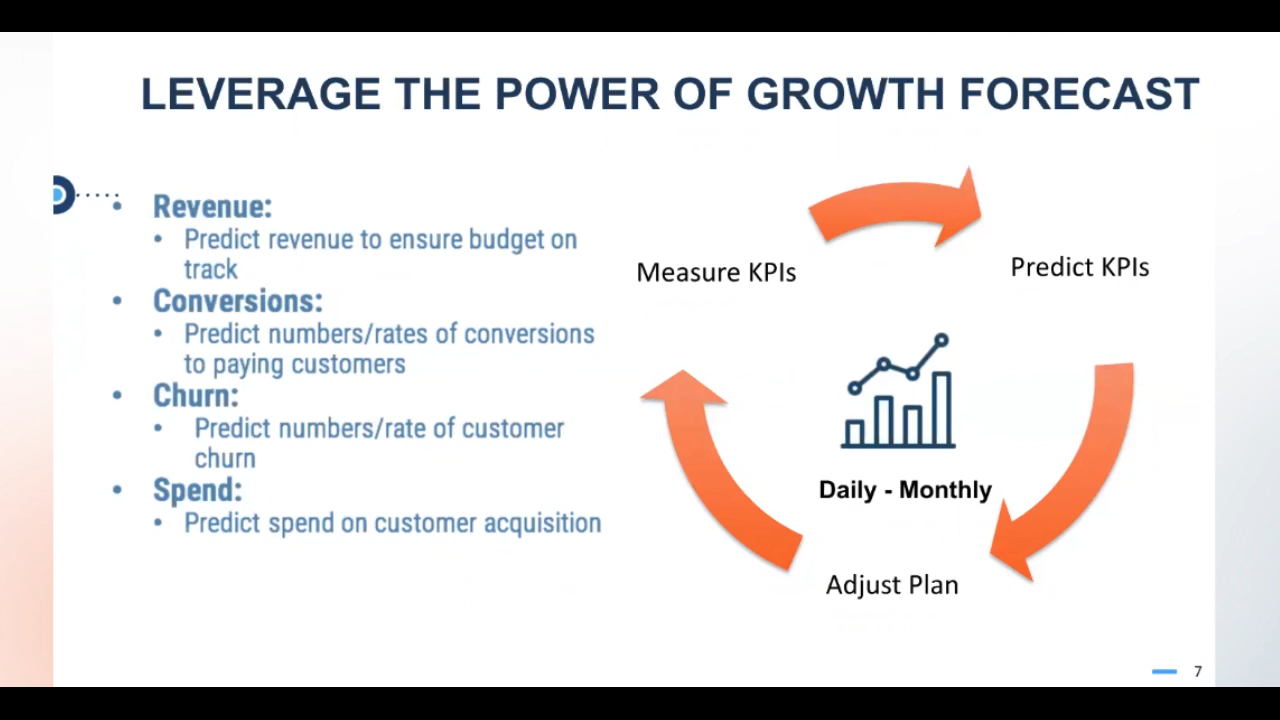 LEVERAGE THE POWER OF GROWTH FORECAST
• Revenue:
• Predict revenue to ensure budget on
track
• Conversions:
• Predict numbers/rates of conversions
to paying customers
• Churn:
• Predict numbers/rate of customer
churn
• Spend:
• Predict spend on customer acquisition
Measure KPIs
Predict KPIs
Daily - Monthly
Adjust Plan
7